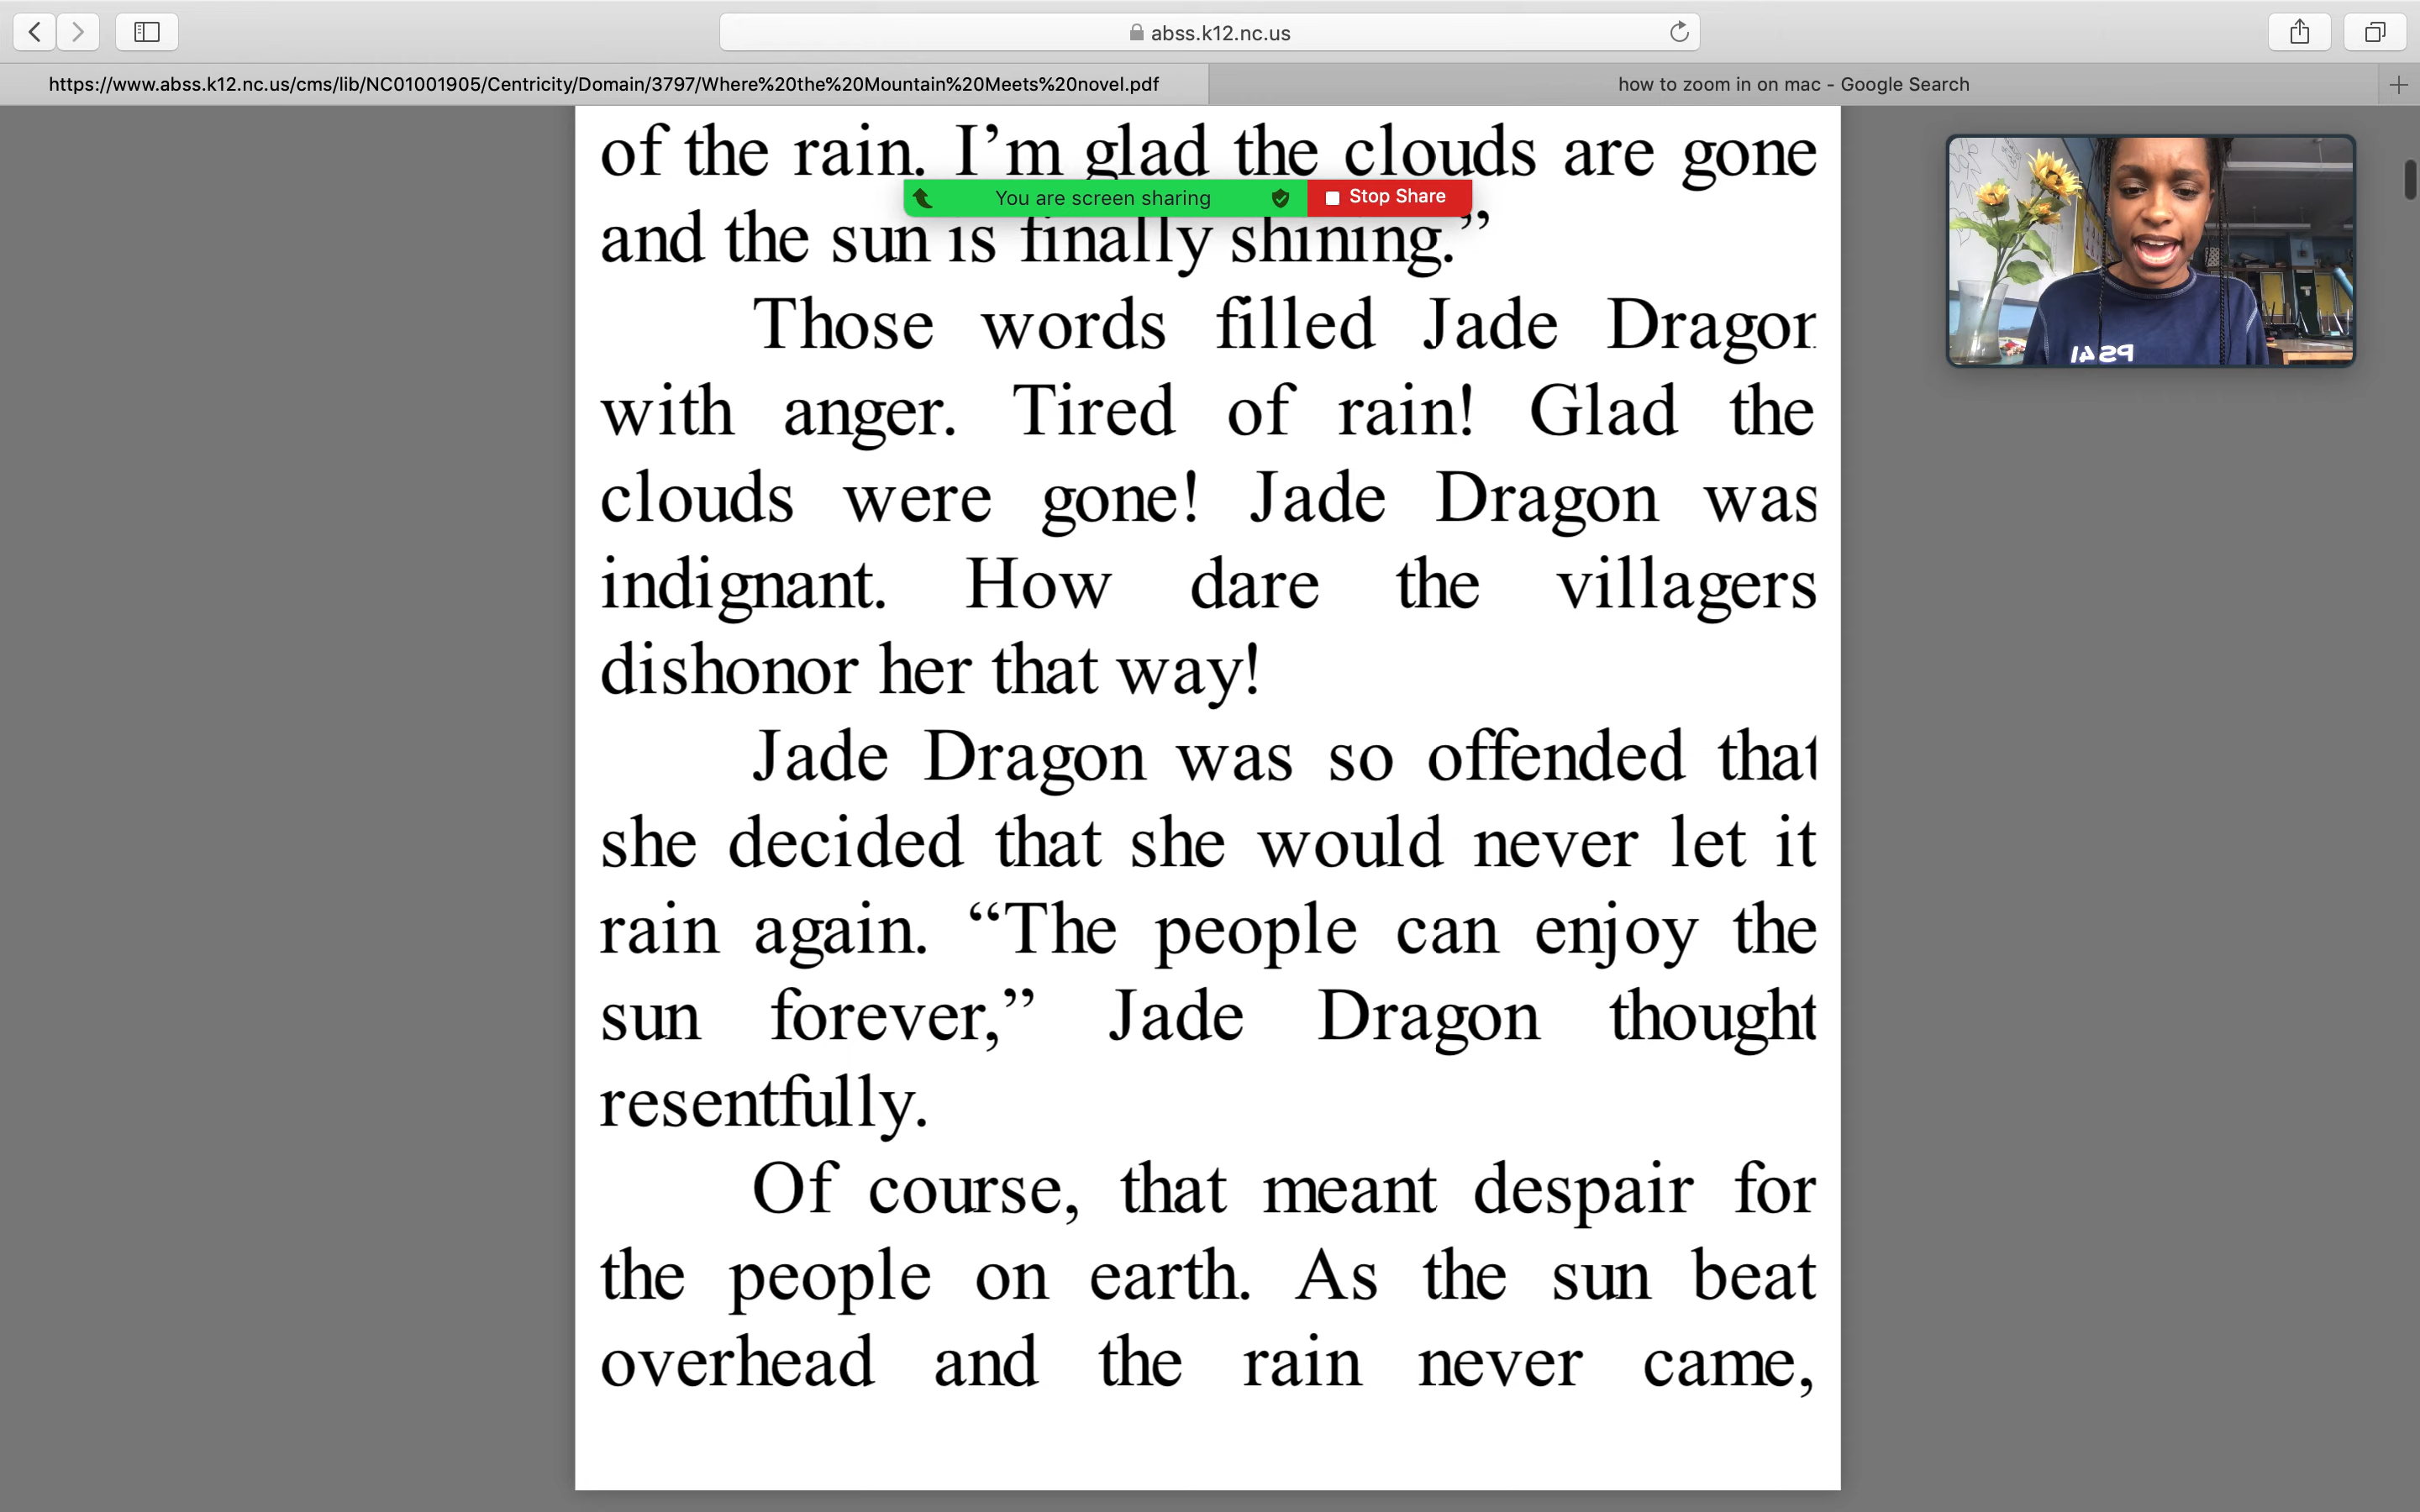 abss.k12.nc.us
https://www.abss.k12.nc.us/cms/lib/NC01001905/Centricity/Domain/3797/Where%20the%20Mountain%20Meets%20novel.pdf
how to zoom in on mac - Google Search
of the rain. I’m glad the clouds are gone
You are screen sharing
Stop Share
and the sun is finally shining.”
Those words filled Jade Dragon
with anger. Tired of rain! Glad the
clouds were gone! Jade Dragon was
indignant. How dare the villagers
dishonor her that way!
Jade Dragon was so offended that
she decided that she would never let it
rain again. “The people can enjoy the
sun forever,” Jade Dragon thought
resentfully.
Of course, that meant despair for
the people on earth. As the sun beat
overhead and the rain never came,
PS 41